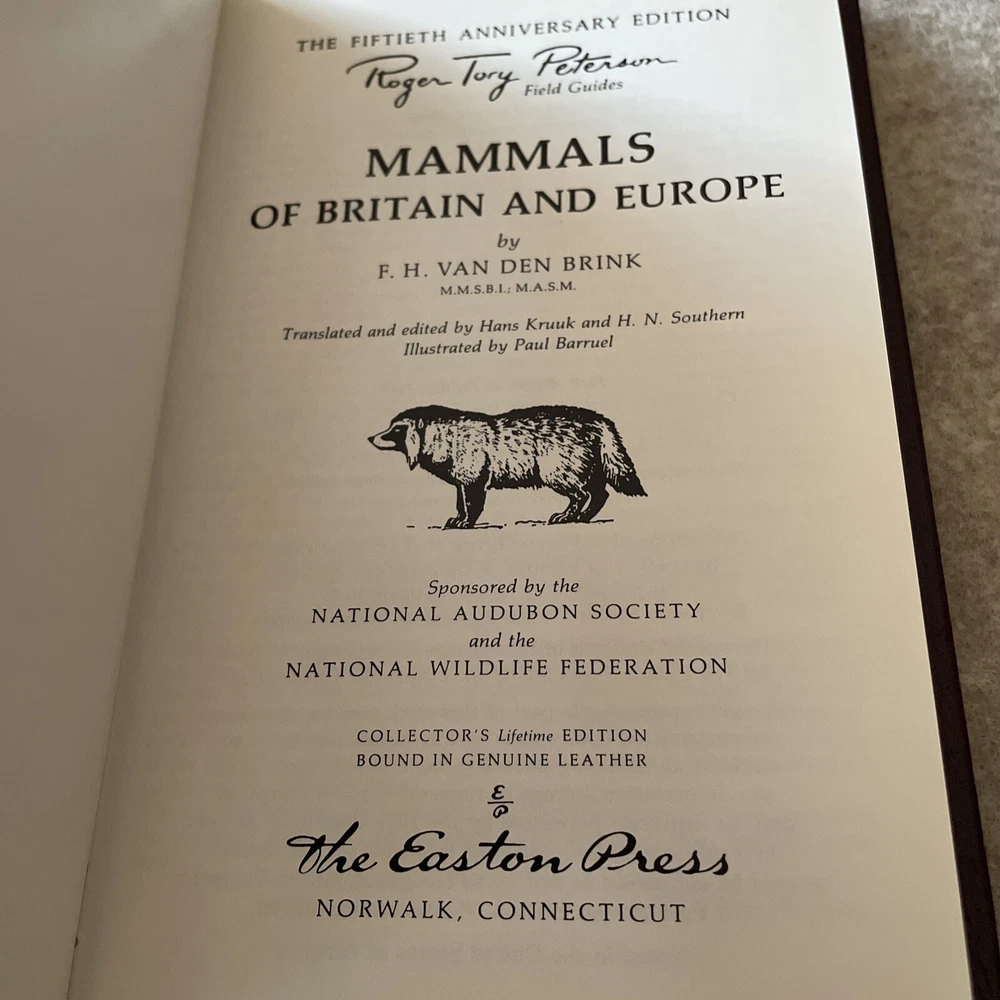 THE FIFTIETH ANNIVERSARY EDITION
Roger Tory Peterson
Field Guides
MAMMALS
OF BRITAIN AND EUROPE
by
F. H. VAN DEN BRINK
M.M.S.B.I.; M.A.S.M.
Translated and edited by Hans Kruuk and H. N. Southern
Illustrated by Paul Barruel
Sponsored by the
NATIONAL AUDUBON SOCIETY
and the
NATIONAL WILDLIFE FEDERATION
COLLECTOR'S Lifetime EDITION
BOUND IN GENUINE LEATHER
E
P
The Easton Press
NORWALK, CONNECTICUT